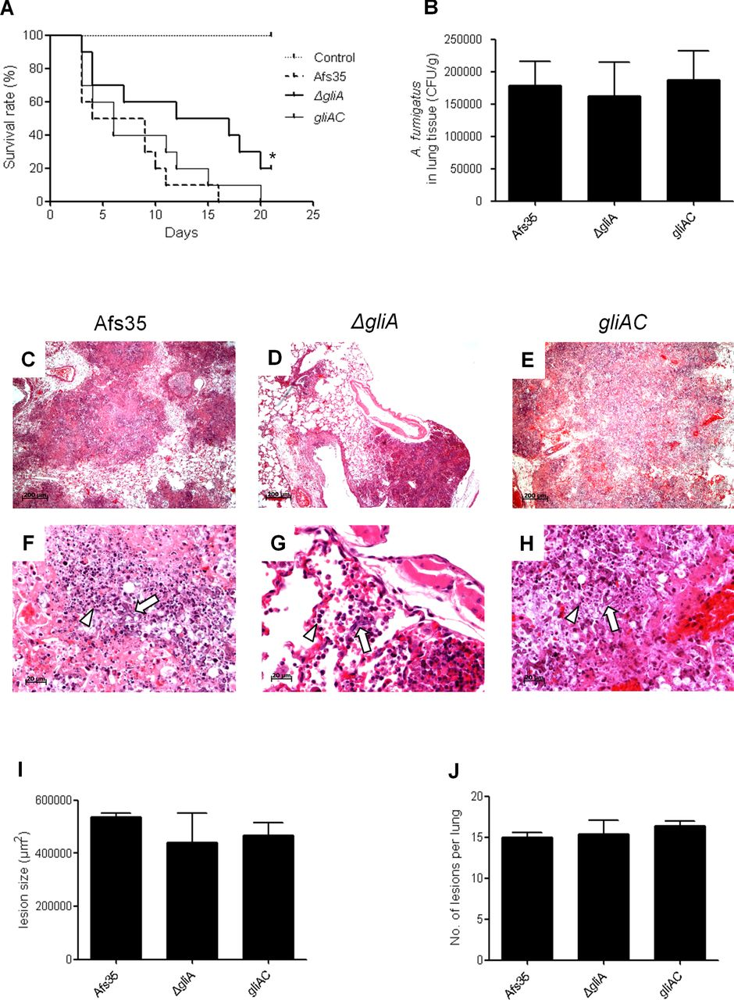 A
Survival rate (%)
100
80
60
40
20
0
0 5 10 15 20 25
Days
Control
Afs35
ΔgliA
gliAC
*
B
A. fumigatus
in lung tissue (CFU/g)
250000
200000
150000
100000
50000
0
Afs35 ΔgliA gliAC
Afs35 ΔgliA gliAC
C D E
200 µm 200 µm 200 µm
F G H
20 µm 20 µm 20 µm
I
lesion size (µm²)
600000
400000
200000
0
Afs35 ΔgliA gliAC
J
No. of lesions per lung
20
15
10
5
0
Afs35 ΔgliA gliAC